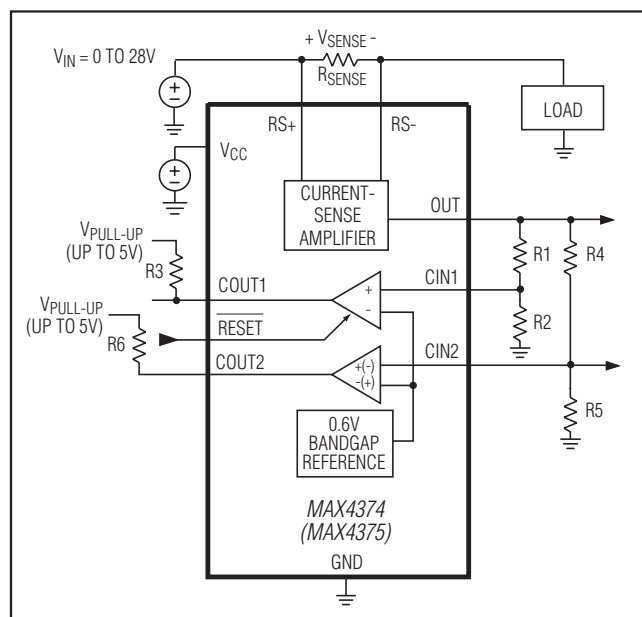 + VSENSE -
VIN = 0 TO 28V
RSENSE
LOAD
RS+
RS-
VCC
CURRENT-
SENSE
AMPLIFIER
OUT
VPULL-UP
(UP TO 5V)
R3
R1
R4
COUT1
+
-
CIN1
R2
VPULL-UP
(UP TO 5V)
R6
RESET
COUT2
+(-)
-(+)
CIN2
R5
0.6V
BANDGAP
REFERENCE
MAX4374
(MAX4375)
GND